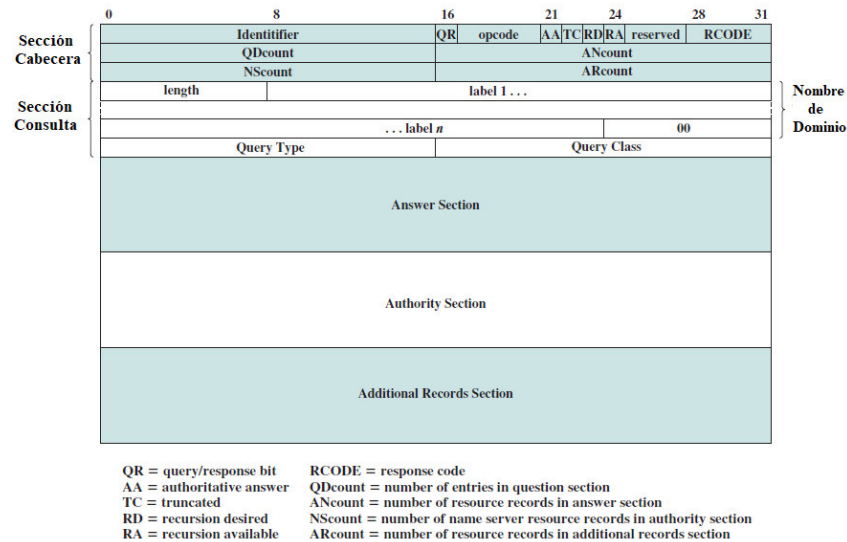 0 8 16 21 24 28 31
Sección
Cabecera
Identitifier QR opcode AA TC RD RA reserved RCODE
QDcount ANcount
NScount ARcount
Sección
Consulta
length label 1 . . .
. . . label n 00
Query Type Query Class
Nombre
de
Dominio
Answer Section
Authority Section
Additional Records Section
QR = query/response bit RCODE = response code
AA = authoritative answer QDcount = number of entries in question section
TC = truncated ANcount = number of resource records in answer section
RD = recursion desired NScount = number of name server resource records in authority section
RA = recursion available ARcount = number of resource records in additional records section